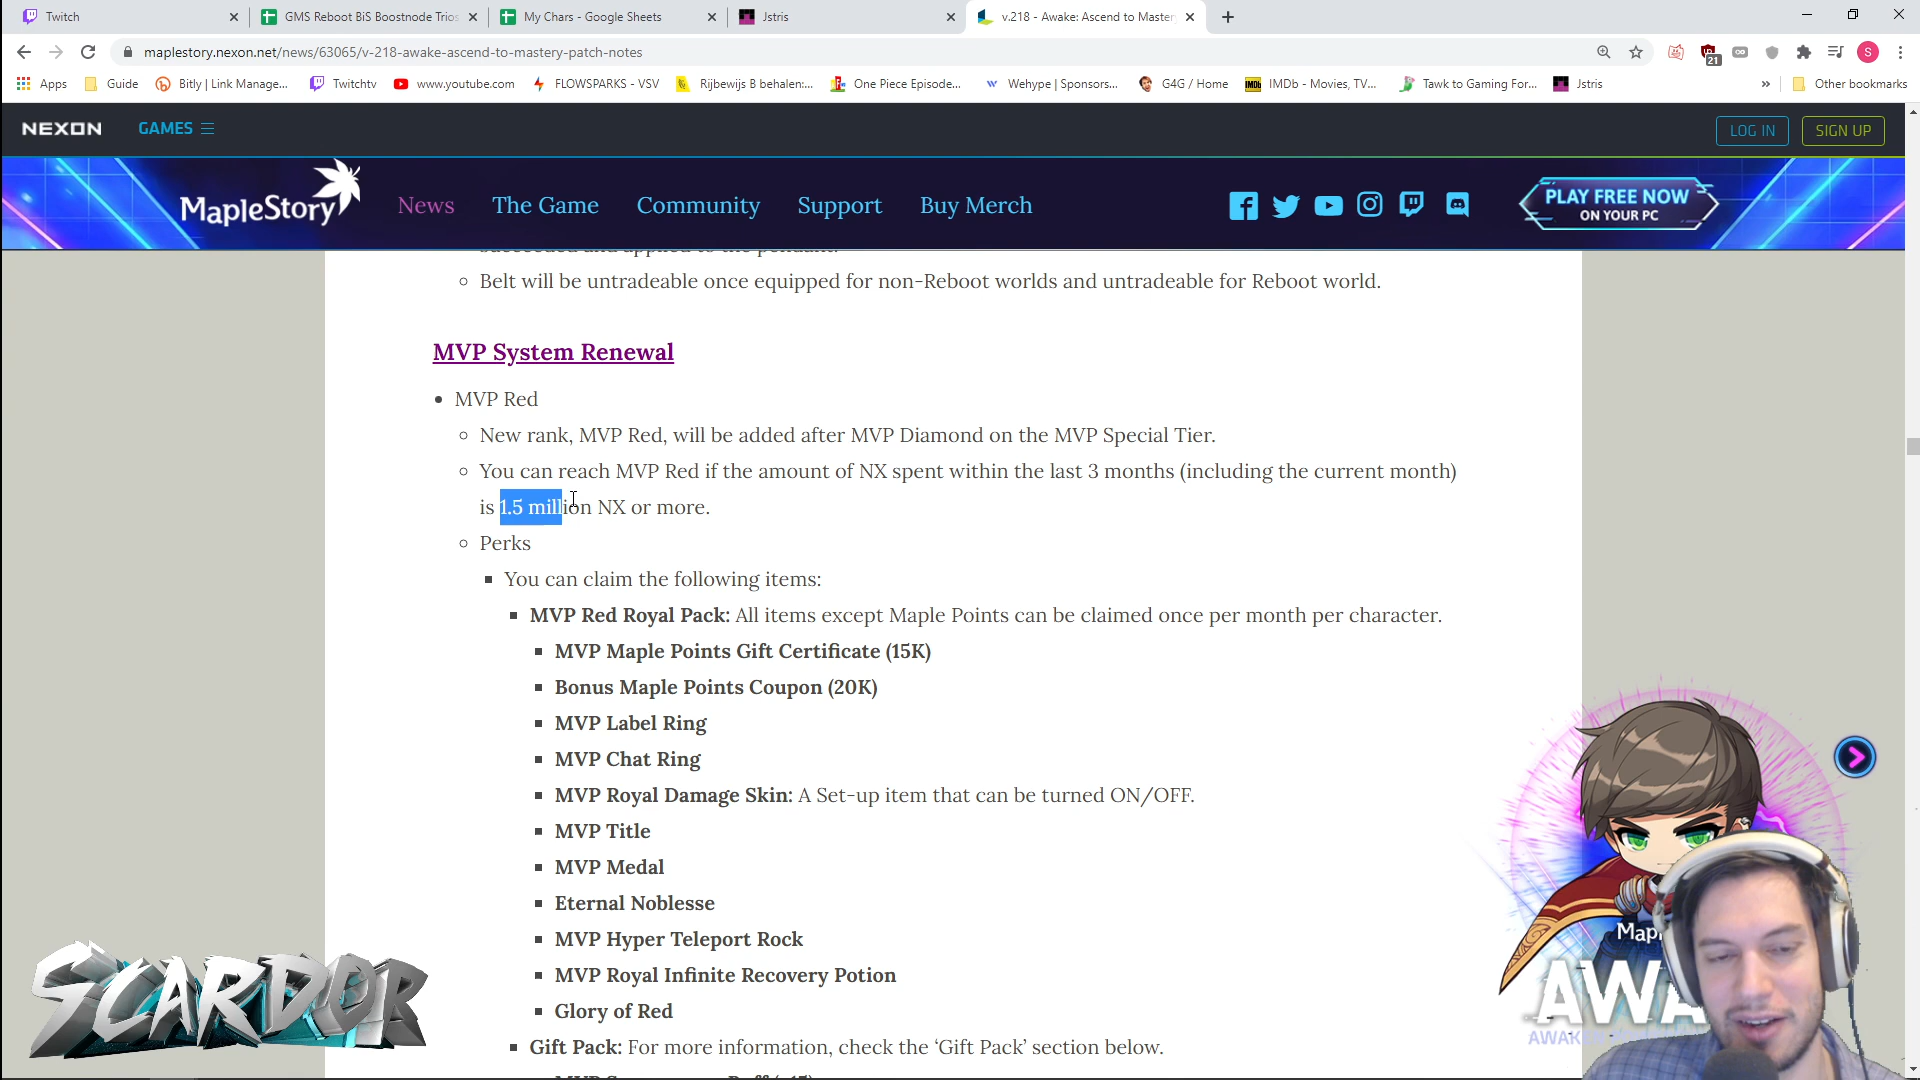 Twitch
GMS Reboot BiS Boostnode Trios
My Chars - Google Sheets
Jstris
v.218 - Awake: Ascend to Master
maplestory.nexon.net/news/63065/v-218-awake-ascend-to-mastery-patch-notes
21
S
Apps
Guide
Bitly | Link Manage...
Twitchtv
www.youtube.com
FLOWSPARKS - VSV
Rijbewijs B behalen:...
One Piece Episode...
Wehype | Sponsors...
G4G / Home
IMDb - Movies, TV...
Tawk to Gaming For...
Jstris
»
Other bookmarks
NEXON
GAMES
LOG IN
SIGN UP
MapleStory
News
The Game
Community
Support
Buy Merch
PLAY FREE NOW
ON YOUR PC
succeeded and applied to the pendant.
Belt will be untradeable once equipped for non-Reboot worlds and untradeable for Reboot world.
MVP System Renewal
MVP Red
New rank, MVP Red, will be added after MVP Diamond on the MVP Special Tier.
You can reach MVP Red if the amount of NX spent within the last 3 months (including the current month)
is 1.5 million NX or more.
Perks
You can claim the following items:
MVP Red Royal Pack: All items except Maple Points can be claimed once per month per character.
MVP Maple Points Gift Certificate (15K)
Bonus Maple Points Coupon (20K)
MVP Label Ring
MVP Chat Ring
MVP Royal Damage Skin: A Set-up item that can be turned ON/OFF.
MVP Title
MVP Medal
Eternal Noblesse
MVP Hyper Teleport Rock
MVP Royal Infinite Recovery Potion
Glory of Red
Gift Pack: For more information, check the ‘Gift Pack’ section below.
SCARDOR
Mapl
AWA
AWAKE